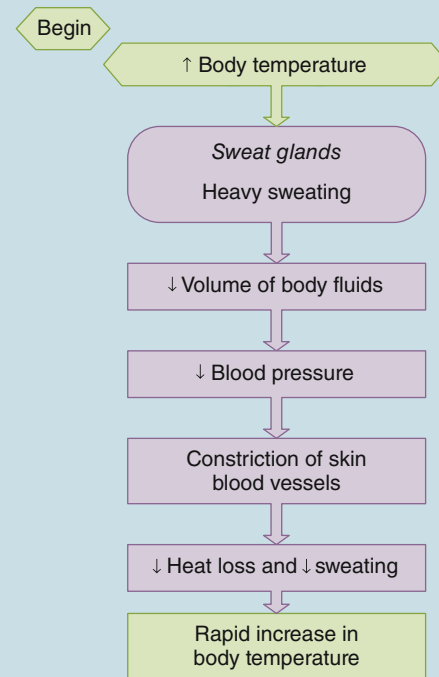 Begin
↑ Body temperature
Sweat glands
Heavy sweating
↓ Volume of body fluids
↓ Blood pressure
Constriction of skin
blood vessels
↓ Heat loss and ↓ sweating
Rapid increase in
body temperature